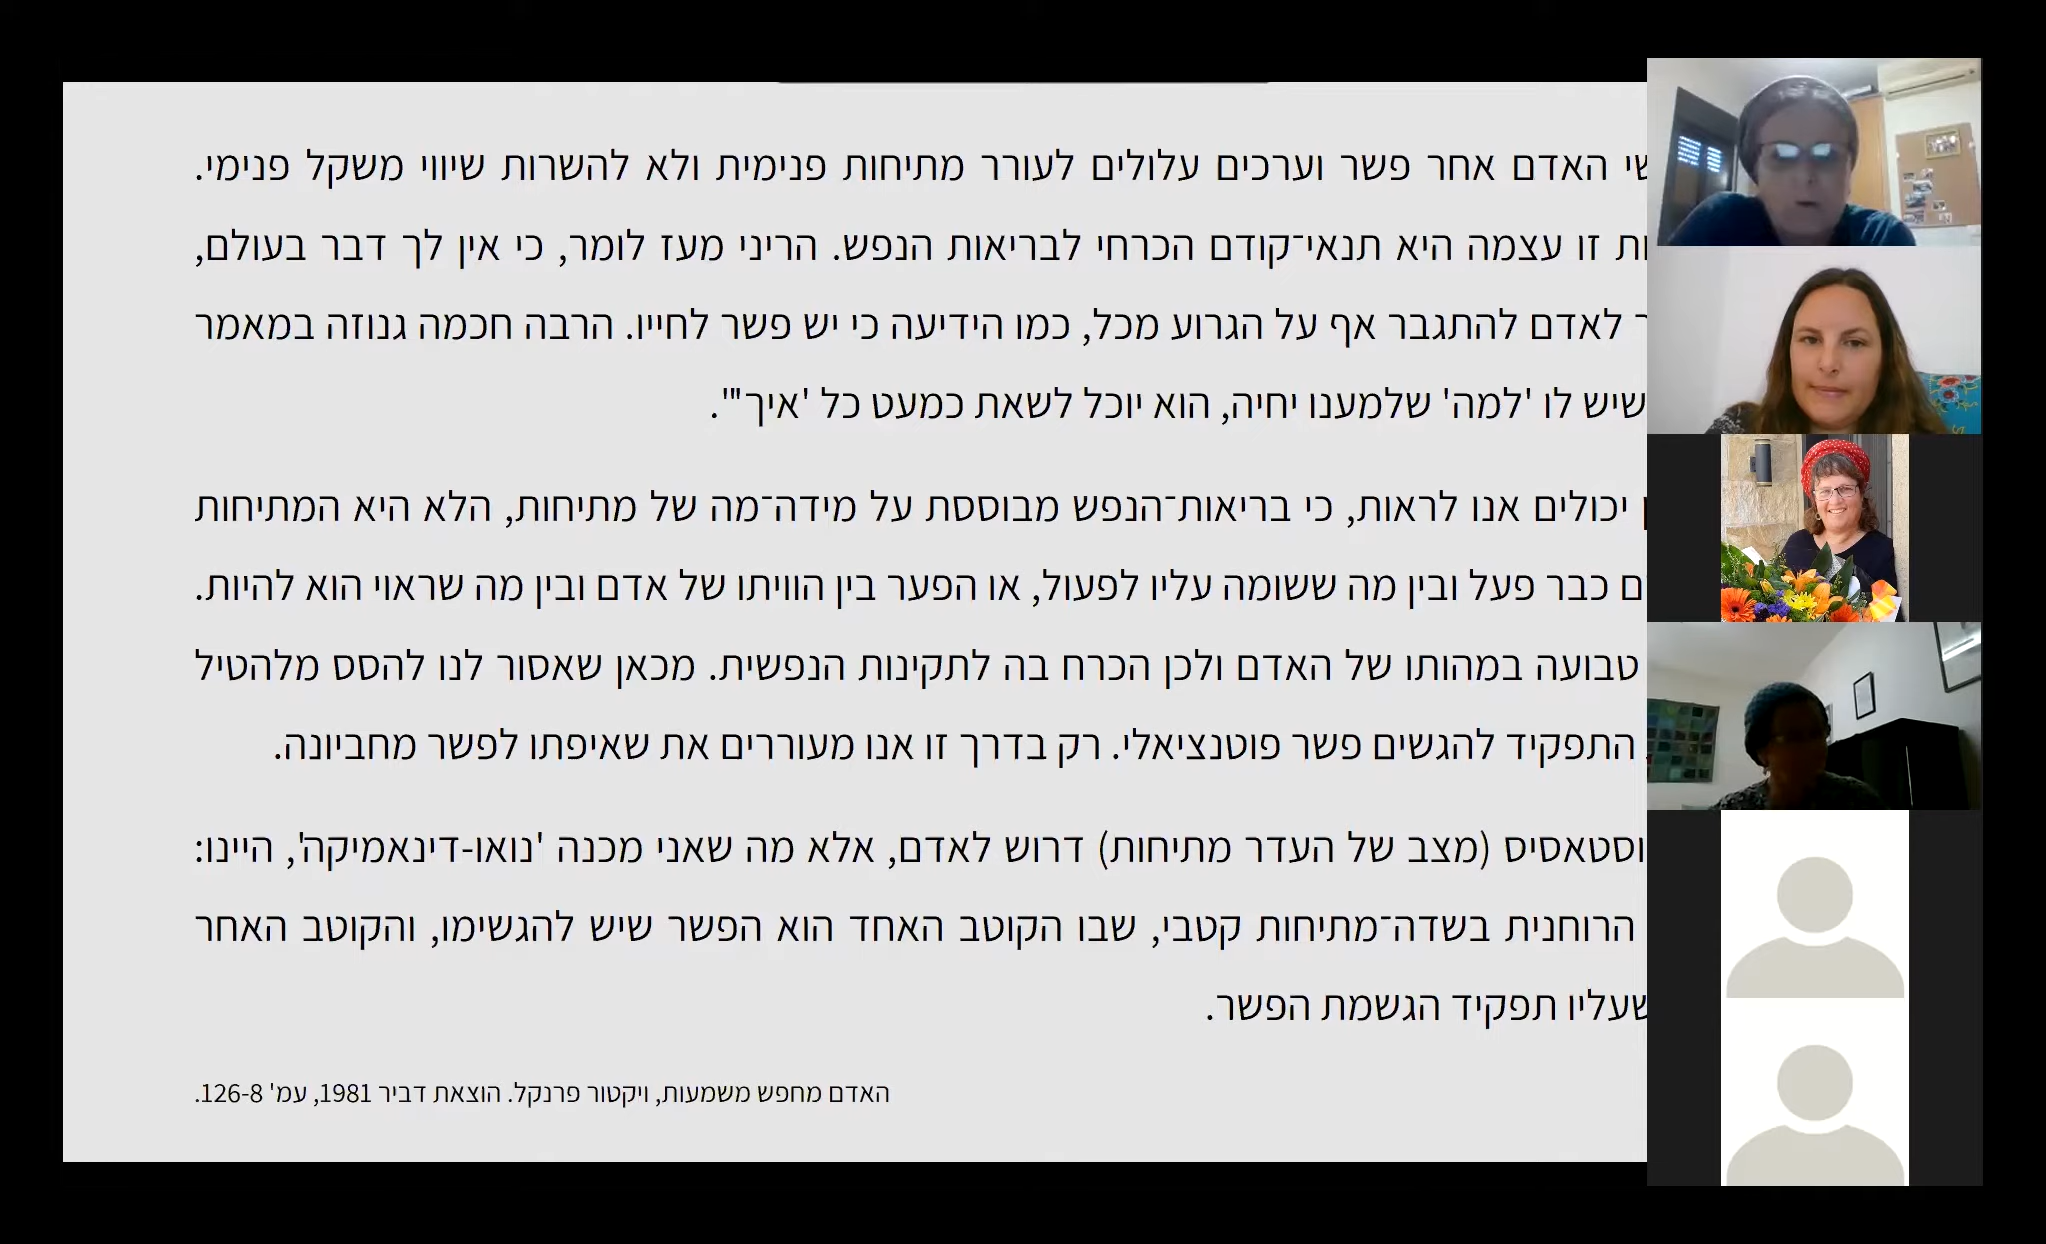 האדם אחר פשר וערכים עלולים לעורר מתיחות פנימית ולא להשרות שיווי משקל פנימי.
זו עצמה היא תנאי־קודם הכרחי לבריאות הנפש. הריני מעז לומר, כי אין לך דבר בעולם,
לאדם להתגבר אף על הגרוע מכל, כמו הידיעה כי יש פשר לחייו. הרבה חכמה גנוזה במאמר
שיש לו 'למה' שלמענו יחיה, הוא יוכל לשאת כמעט כל 'איך'".
יכולים אנו לראות, כי בריאות־הנפש מבוססת על מידה־מה של מתיחות, הלא היא המתיחות
כבר פעל ובין מה ששומה עליו לפעול, או הפער בין הוויתו של אדם ובין מה שראוי הוא להיות.
טבועה במהותו של האדם ולכן הכרח בה לתקינות הנפשית. מכאן שאסור לנו להסס מלהטיל
התפקיד להגשים פשר פוטנציאלי. רק בדרך זו אנו מעוררים את שאיפתו לפשר מחביונה.
וסטאסיס (מצב של העדר מתיחות) דרוש לאדם, אלא מה שאני מכנה 'נואו-דינאמיקה', היינו:
הרוחנית בשדה־מתיחות קטבי, שבו הקוטב האחד הוא הפשר שיש להגשימו, והקוטב האחר
שעליו תפקיד הגשמת הפשר.
האדם מחפש משמעות, ויקטור פרנקל. הוצאת דביר 1981, עמ' 126-8.